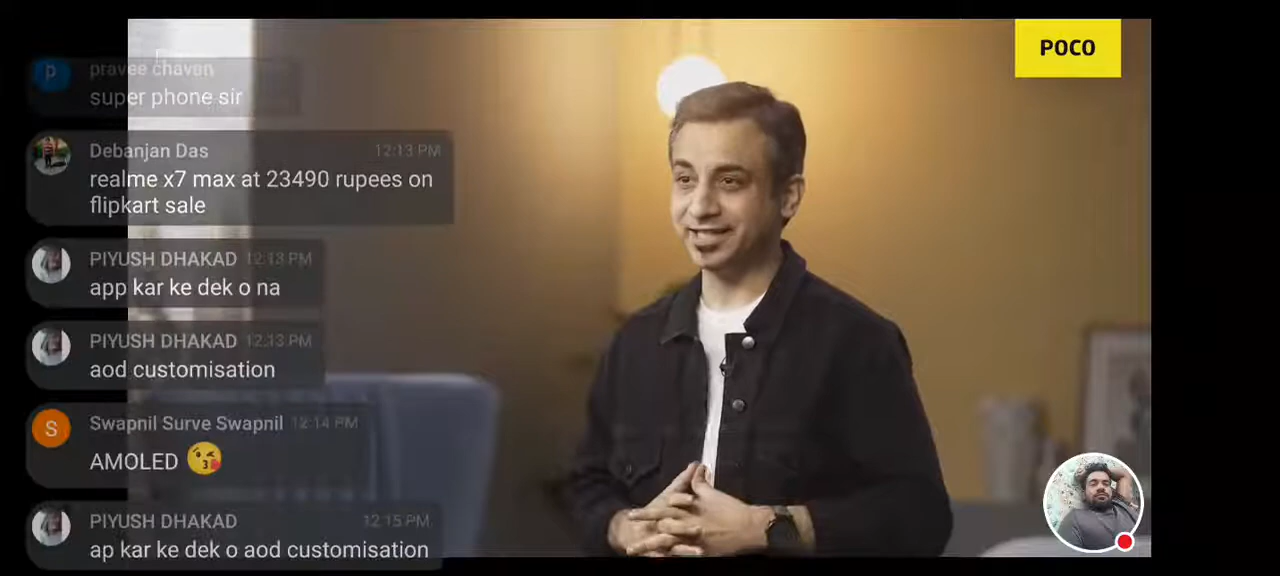 POCO
P
pravee chavan
super phone sir
Debanjan Das 12:13 PM
realme x7 max at 23490 rupees on
flipkart sale
PIYUSH DHAKAD 12:13 PM
app kar ke dek o na
PIYUSH DHAKAD 12:13 PM
aod customisation
S
Swapnil Surve Swapnil 12:14 PM
AMOLED 😘
PIYUSH DHAKAD 12:15 PM
ap kar ke dek o aod customisation